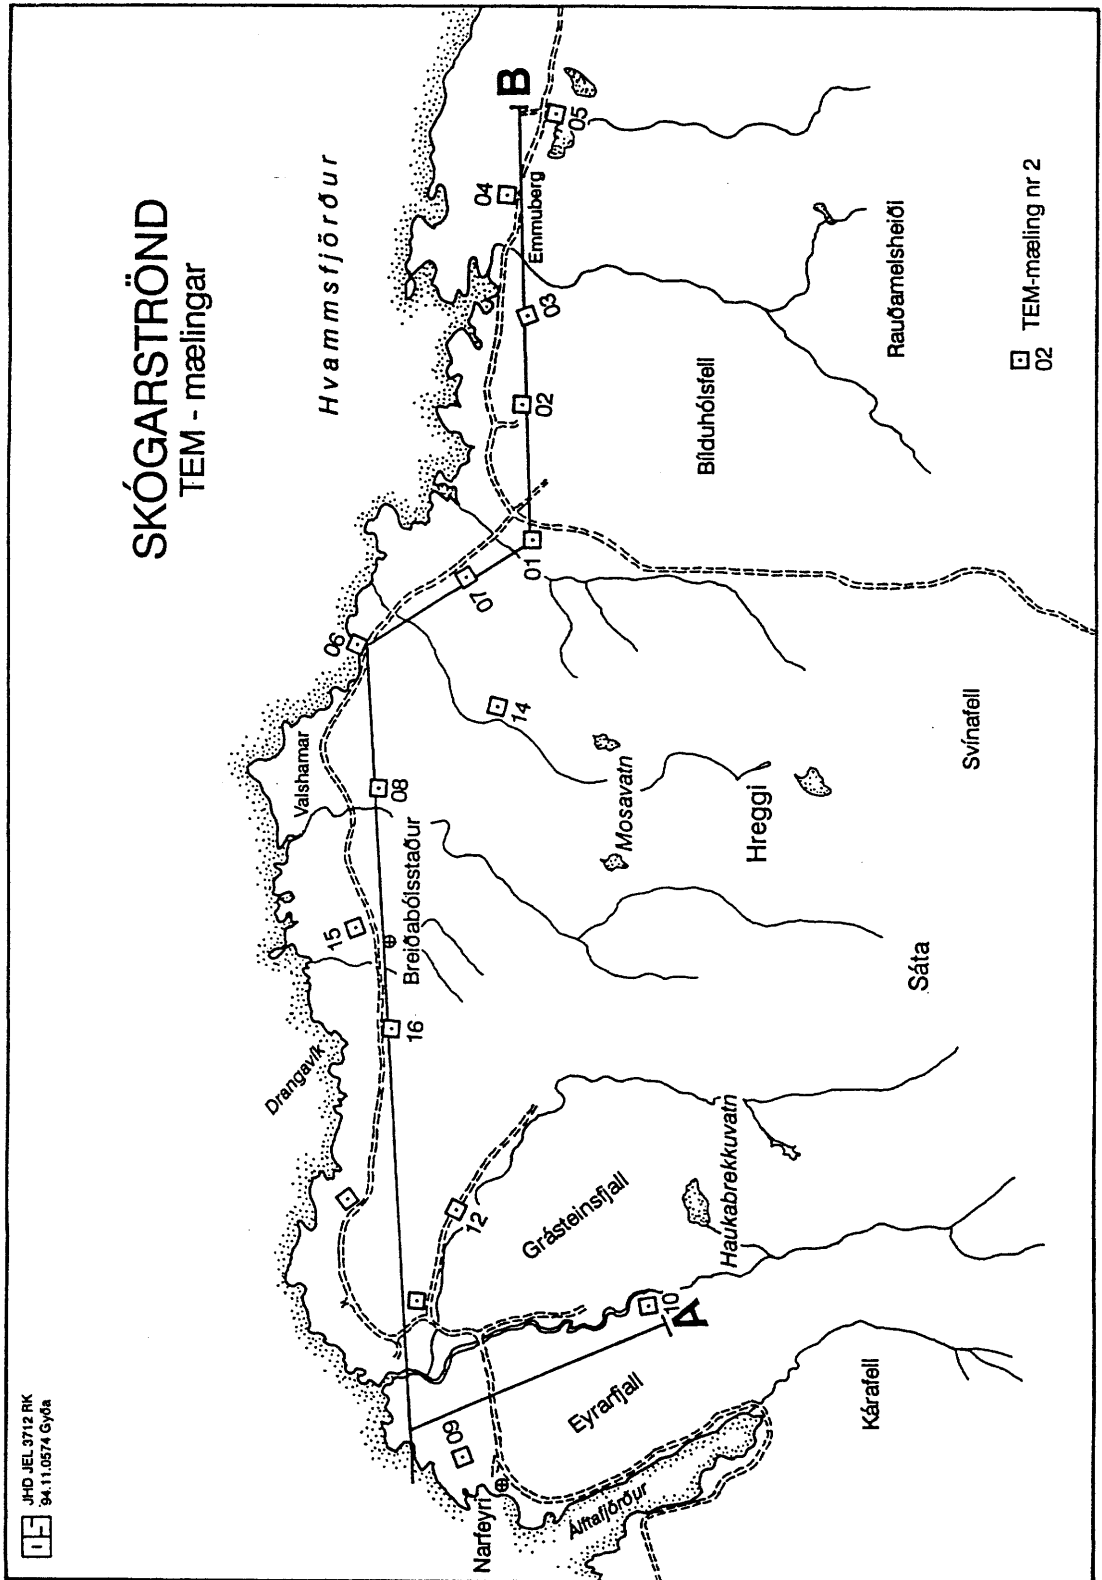 SKÓGARSTRÖND
TEM - mælingar
Hvammsfjörður
JHD JEL 3712 RK
94.11.0574 Gyða
Drangavík
Valshamar
06
15
16
Breiðabólsstaður
08
07
14
01
02
03
04
Emmuberg
B
05
Narfeyri
09
12
Grásteinsfjall
Mosavatn
Hreggi
Bílduhólsfell
Rauðamelsheiði
Álftafjörður
Eyrarfjall
10
A
Haukabrekkuvatn
Kárafell
Sáta
Svínafell
02
TEM-mæling nr 2